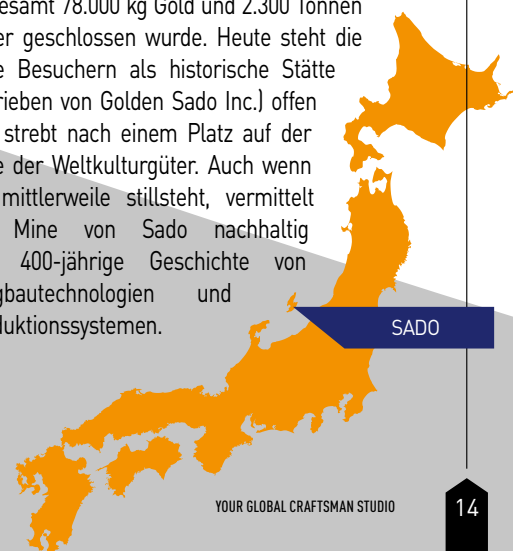 esamt 78.000 kg Gold und 2.300 Tonnen
er geschlossen wurde. Heute steht die
e Besuchern als historische Stätte
rieben von Golden Sado Inc.) offen
strebt nach einem Platz auf der
e der Weltkulturgüter. Auch wenn
mittlerweile stillsteht, vermittelt
Mine von Sado nachhaltig
400-jährige Geschichte von
gbautechnologien und
duktionssystemen.
SADO
YOUR GLOBAL CRAFTSMAN STUDIO
14